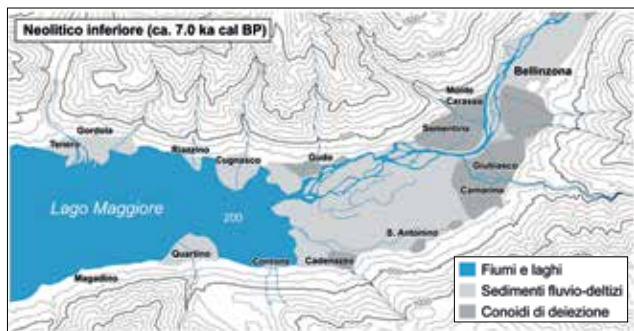 Neolitico inferiore (ca. 7.0 ka cal BP)
Bellinzona
Monte
Carasso
Sementina
Gordola
Tenero
Riazzino
Cugnasco
Gudo
Giubiasco
Camorino
Lago Maggiore
200
S. Antonino
Quartino
Contone
Cadenazzo
Magadino
Fiumi e laghi
Sedimenti fluvio-deltizi
Conoidi di deiezione